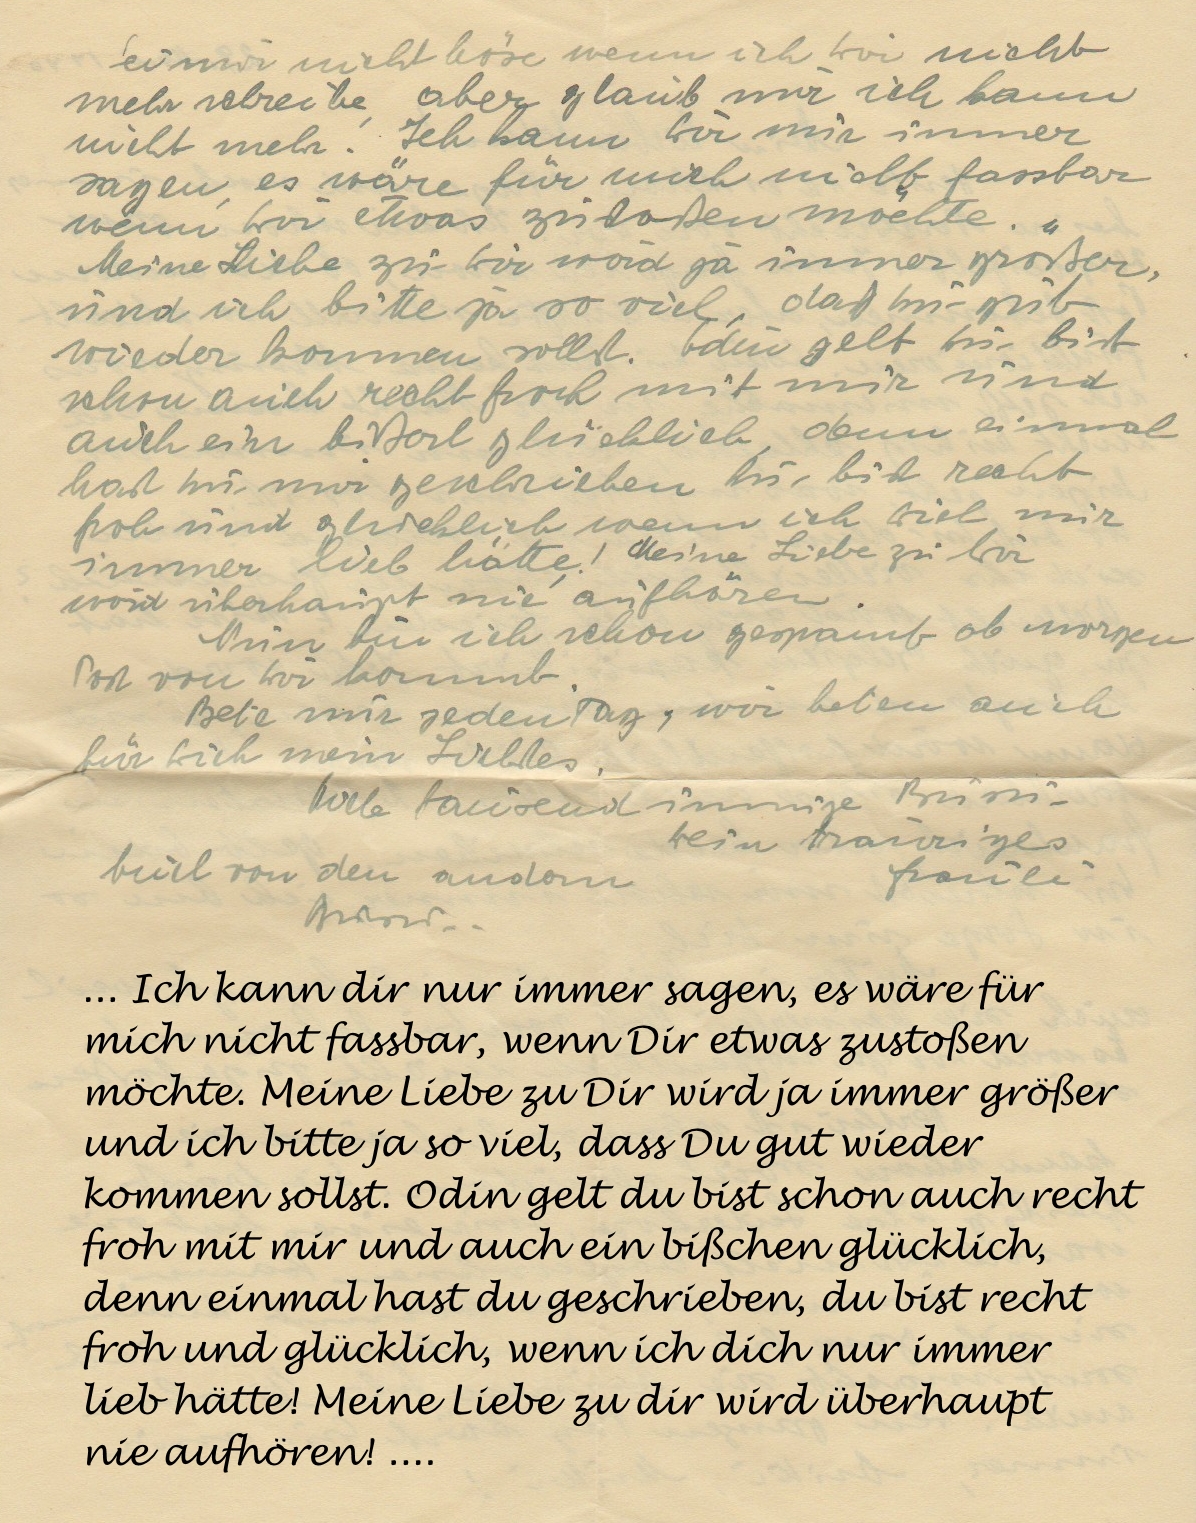 sei mir nicht böse wenn ich dir nicht
mehr schreibe, aber glaub mir ich kann
nicht mehr! Ich kann dir nur immer
sagen, es wäre für mich nicht fassbar
wenn dir etwas zustoßen möchte.
Meine Liebe zu dir wird ja immer größer,
und ich bitte ja so viel, daß du gut
wieder kommen sollst. Odin gelt du bist
schon auch recht froh mit mir und
auch ein bißerl glücklich, denn einmal
hast du mir geschrieben du bist recht
froh und glücklich wenn ich dich nur
immer lieb hätte! Meine Liebe zu dir
wird überhaupt nie aufhören.
Nun bin ich schon gespannt ob morgen
Post von dir kommt.
Bete nur jeden Tag, wir beten auch
für dich mein Liebstes.
Viele tausend innige Bussi
dein trauriges
buil von den andern Frauli
Bussi..
... Ich kann dir nur immer sagen, es wäre für
mich nicht fassbar, wenn Dir etwas zustoßen
möchte. Meine Liebe zu Dir wird ja immer größer
und ich bitte ja so viel, dass Du gut wieder
kommen sollst. Odin gelt du bist schon auch recht
froh mit mir und auch ein bißchen glücklich,
denn einmal hast du geschrieben, du bist recht
froh und glücklich, wenn ich dich nur immer
lieb hätte! Meine Liebe zu dir wird überhaupt
nie aufhören! ....